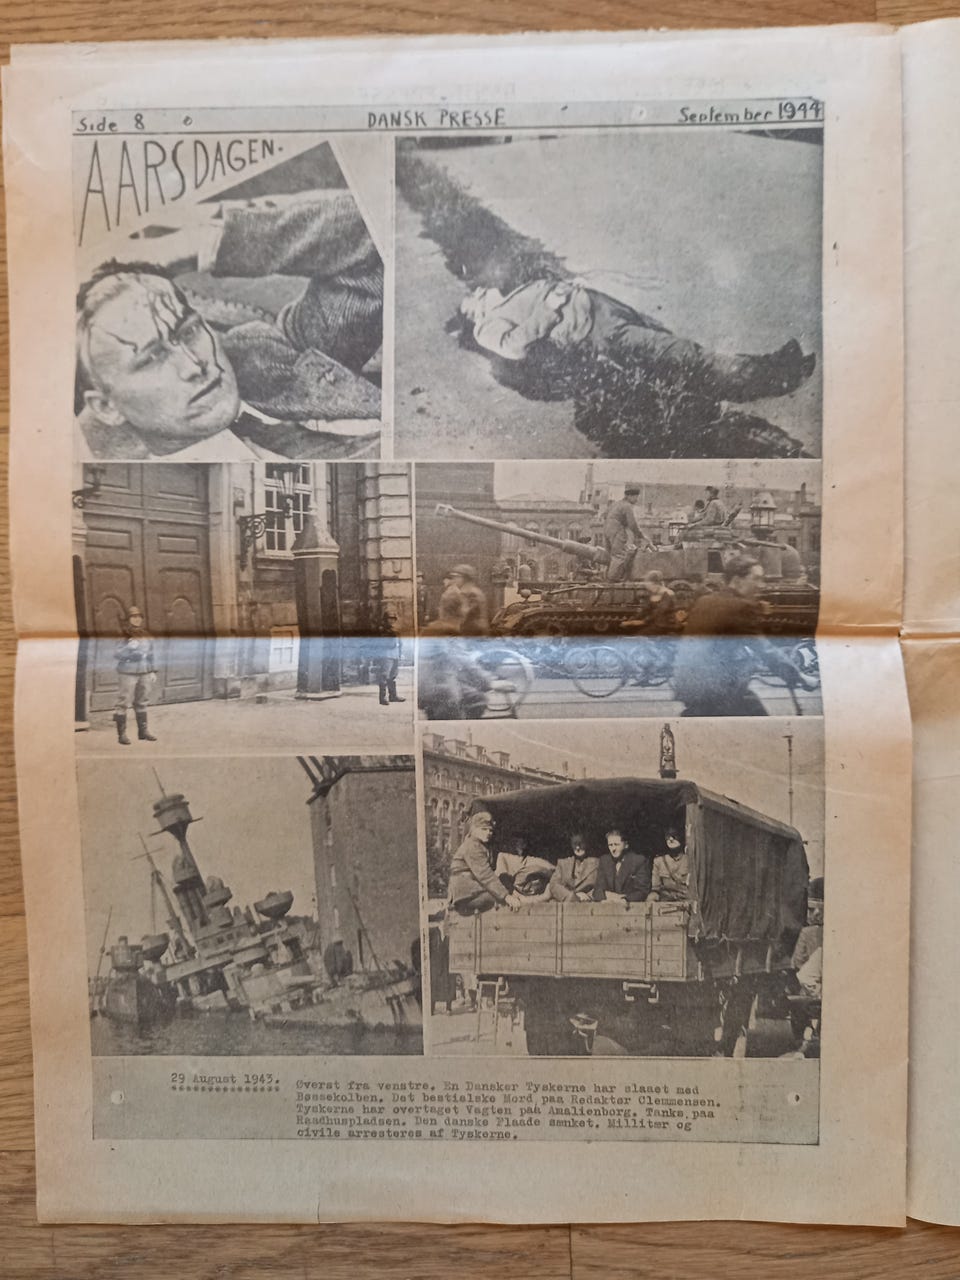 Side 8
DANSK PRESSE
September 1944
AARSDAGEN.
29 August 1943.
Øverst fra venstre. En Dansker Tyskerne har slaaet med
Bøssekolben. Det bestialske Mord paa Redaktør Clemmensen.
Tyskerne har overtaget Vagten paa Amalienborg. Tanks paa
Raadhuspladsen. Den danske Flaade sænket. Millitær og
civile arresteres af Tyskerne.